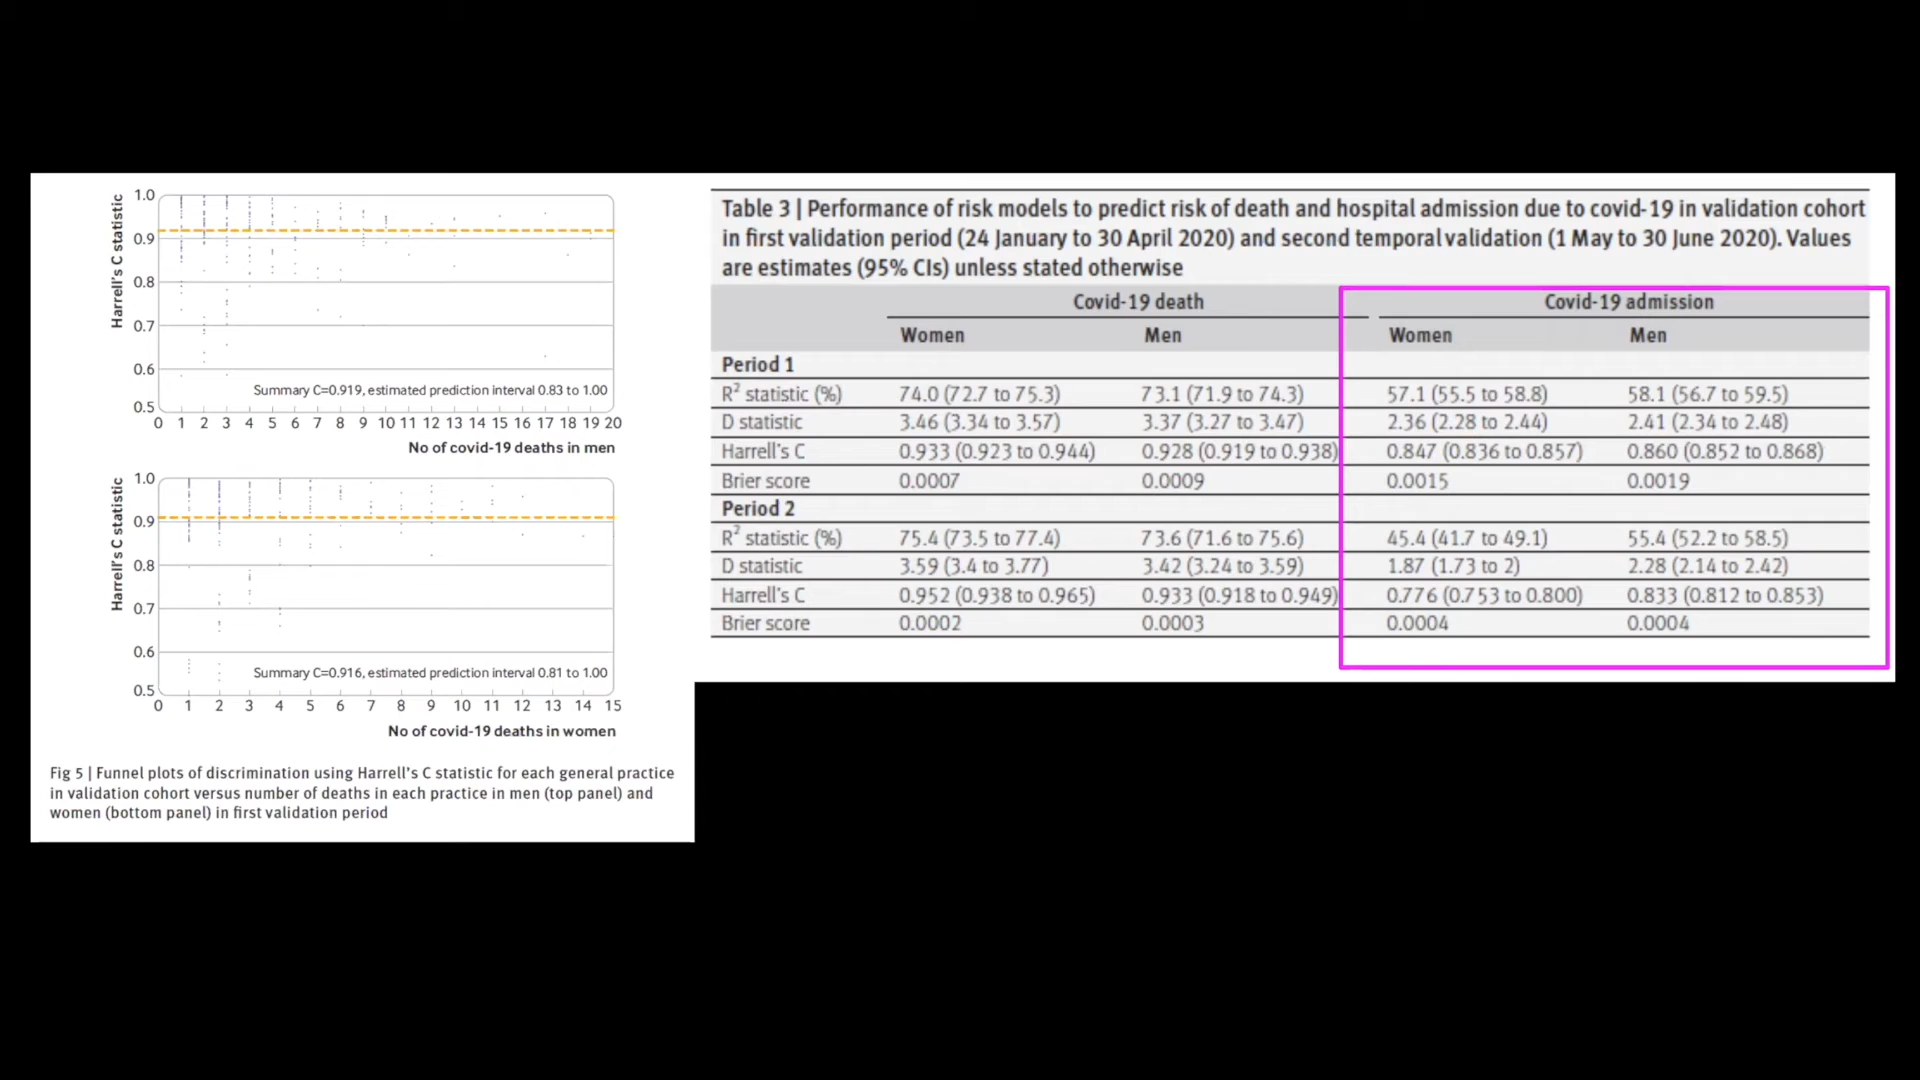 Harrell's C statistic
1.0
0.9
0.8
0.7
0.6
0.5
Summary C=0.919, estimated prediction interval 0.83 to 1.00
0 1 2 3 4 5 6 7 8 9 10 11 12 13 14 15 16 17 18 19 20
No of covid-19 deaths in men
Harrell's C statistic
1.0
0.9
0.8
0.7
0.6
0.5
Summary C=0.916, estimated prediction interval 0.81 to 1.00
0 1 2 3 4 5 6 7 8 9 10 11 12 13 14 15
No of covid-19 deaths in women
Fig 5 | Funnel plots of discrimination using Harrell's C statistic for each general practice
in validation cohort versus number of deaths in each practice in men (top panel) and
women (bottom panel) in first validation period
Table 3 | Performance of risk models to predict risk of death and hospital admission due to covid-19 in validation cohort
in first validation period (24 January to 30 April 2020) and second temporal validation (1 May to 30 June 2020). Values
are estimates (95% CIs) unless stated otherwise
Covid-19 death Covid-19 admission
Women Men Women Men
Period 1
R² statistic (%) 74.0 (72.7 to 75.3) 73.1 (71.9 to 74.3) 57.1 (55.5 to 58.8) 58.1 (56.7 to 59.5)
D statistic 3.46 (3.34 to 3.57) 3.37 (3.27 to 3.47) 2.36 (2.28 to 2.44) 2.41 (2.34 to 2.48)
Harrell's C 0.933 (0.923 to 0.944) 0.928 (0.919 to 0.938) 0.847 (0.836 to 0.857) 0.860 (0.852 to 0.868)
Brier score 0.0007 0.0009 0.0015 0.0019
Period 2
R² statistic (%) 75.4 (73.5 to 77.4) 73.6 (71.6 to 75.6) 45.4 (41.7 to 49.1) 55.4 (52.2 to 58.5)
D statistic 3.59 (3.4 to 3.77) 3.42 (3.24 to 3.59) 1.87 (1.73 to 2) 2.28 (2.14 to 2.42)
Harrell's C 0.952 (0.938 to 0.965) 0.933 (0.918 to 0.949) 0.776 (0.753 to 0.800) 0.833 (0.812 to 0.853)
Brier score 0.0002 0.0003 0.0004 0.0004